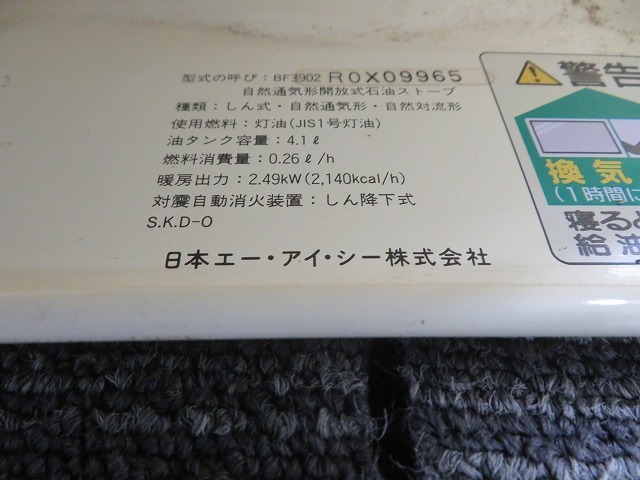 型式の呼び：BF3902 R0X09965
自然通気形開放式石油ストーブ
種類：しん式・自然通気形・自然対流形
使用燃料：灯油(JIS1号灯油)
油タンク容量：4.1ℓ
燃料消費量：0.26ℓ/h
暖房出力：2.49kW(2,140kcal/h)
対震自動消火装置：しん降下式
S.K.D-O
日本エー・アイ・シー株式会社
警告
換気
(1時間に
寝る
給油